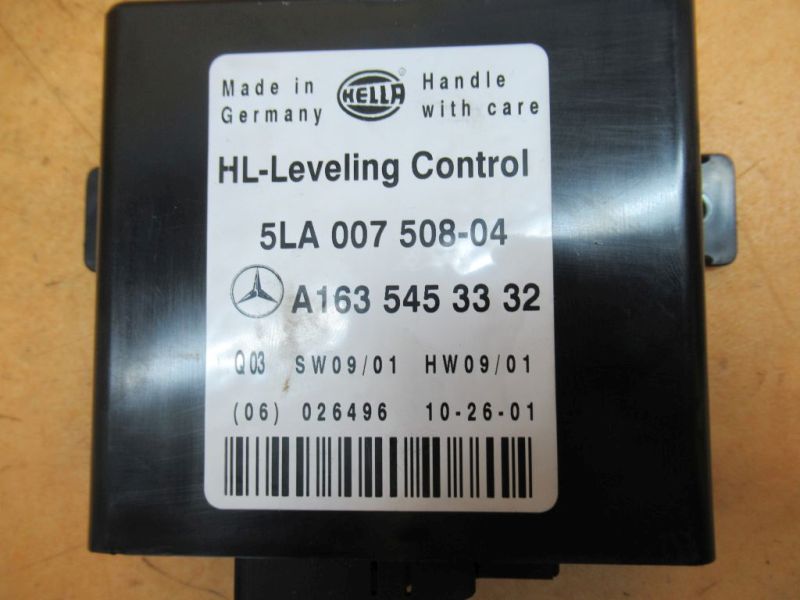 Made in
Germany
HELLA
®
Handle
with care
HL-Leveling Control
5LA 007 508-04
A163 545 33 32
Q03 SW09/01 HW09/01
(06) 026496 10-26-01